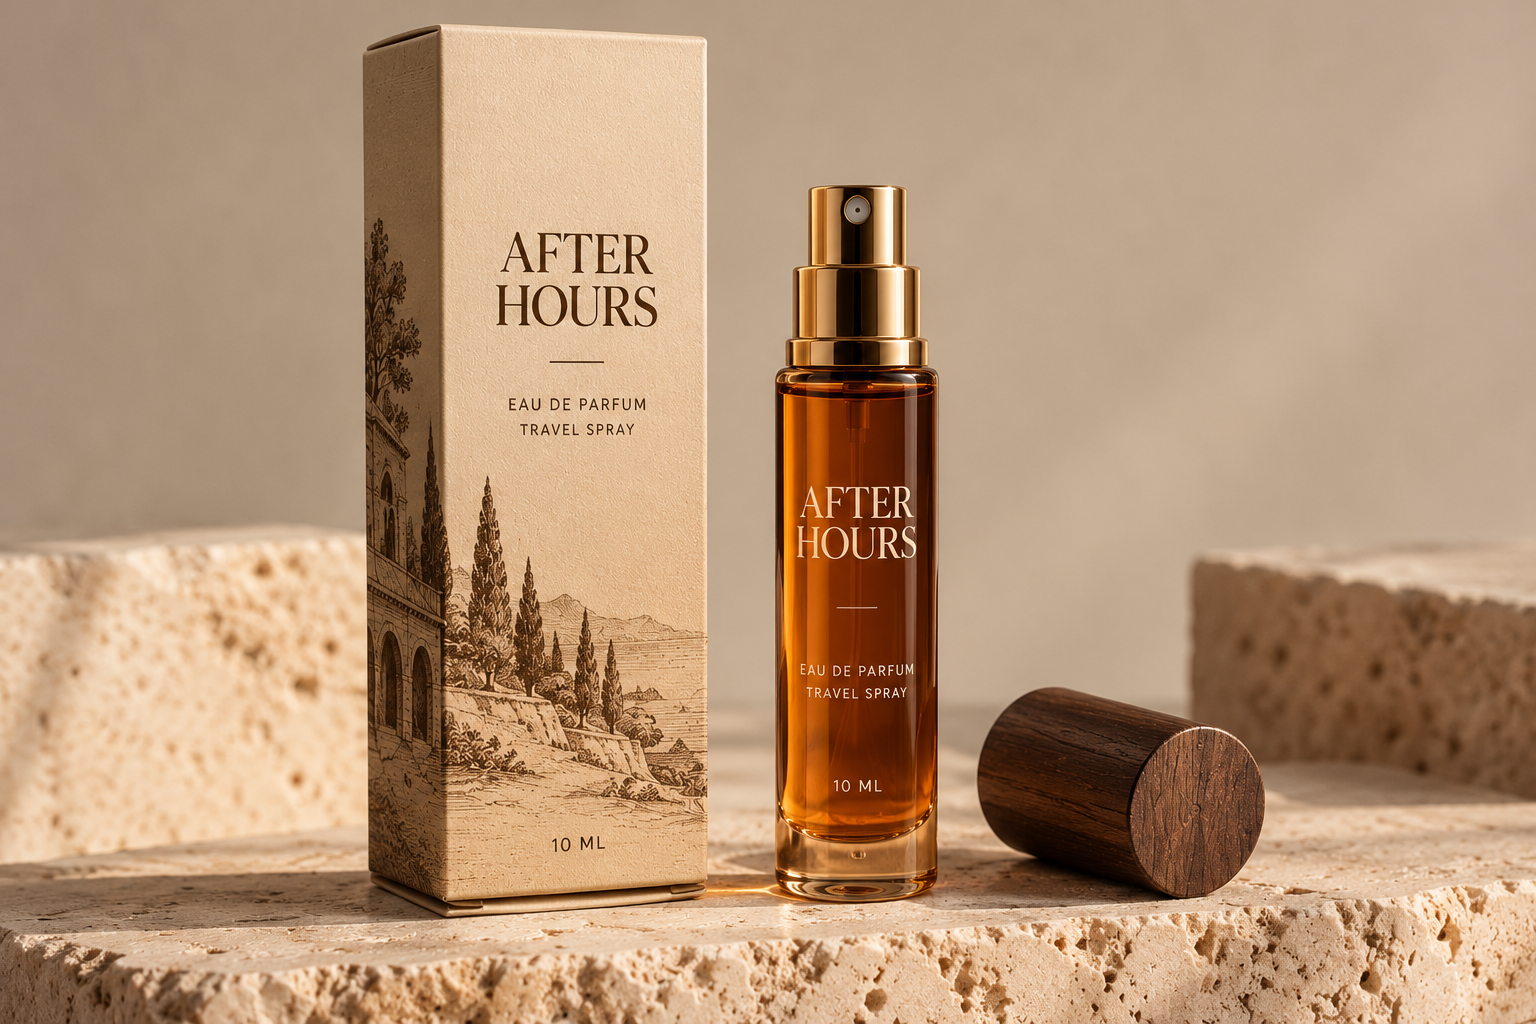 AFTER
HOURS
EAU DE PARFUM
TRAVEL SPRAY
10 ML
AFTER
HOURS
EAU DE PARFUM
TRAVEL SPRAY
10 ML